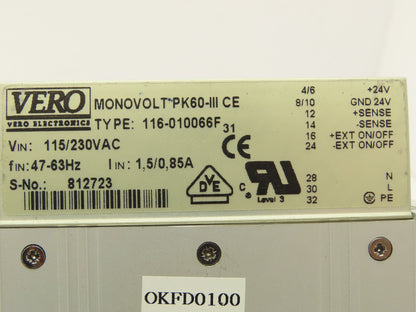 VERO
VERO ELECTRONICS
MONOVOLT® PK60-III CE
TYPE: 116-010066F 31
VIN: 115/230VAC
fIN: 47-63Hz IIN: 1,5/0,85A
S-No.: 812723
VDE
C RU US
Level 3
4/6 +24V
8/10 GND 24V
12 +SENSE
14 -SENSE
16 +EXT ON/OFF
24 -EXT ON/OFF
28 N
30 L
32 PE
OKFD0100